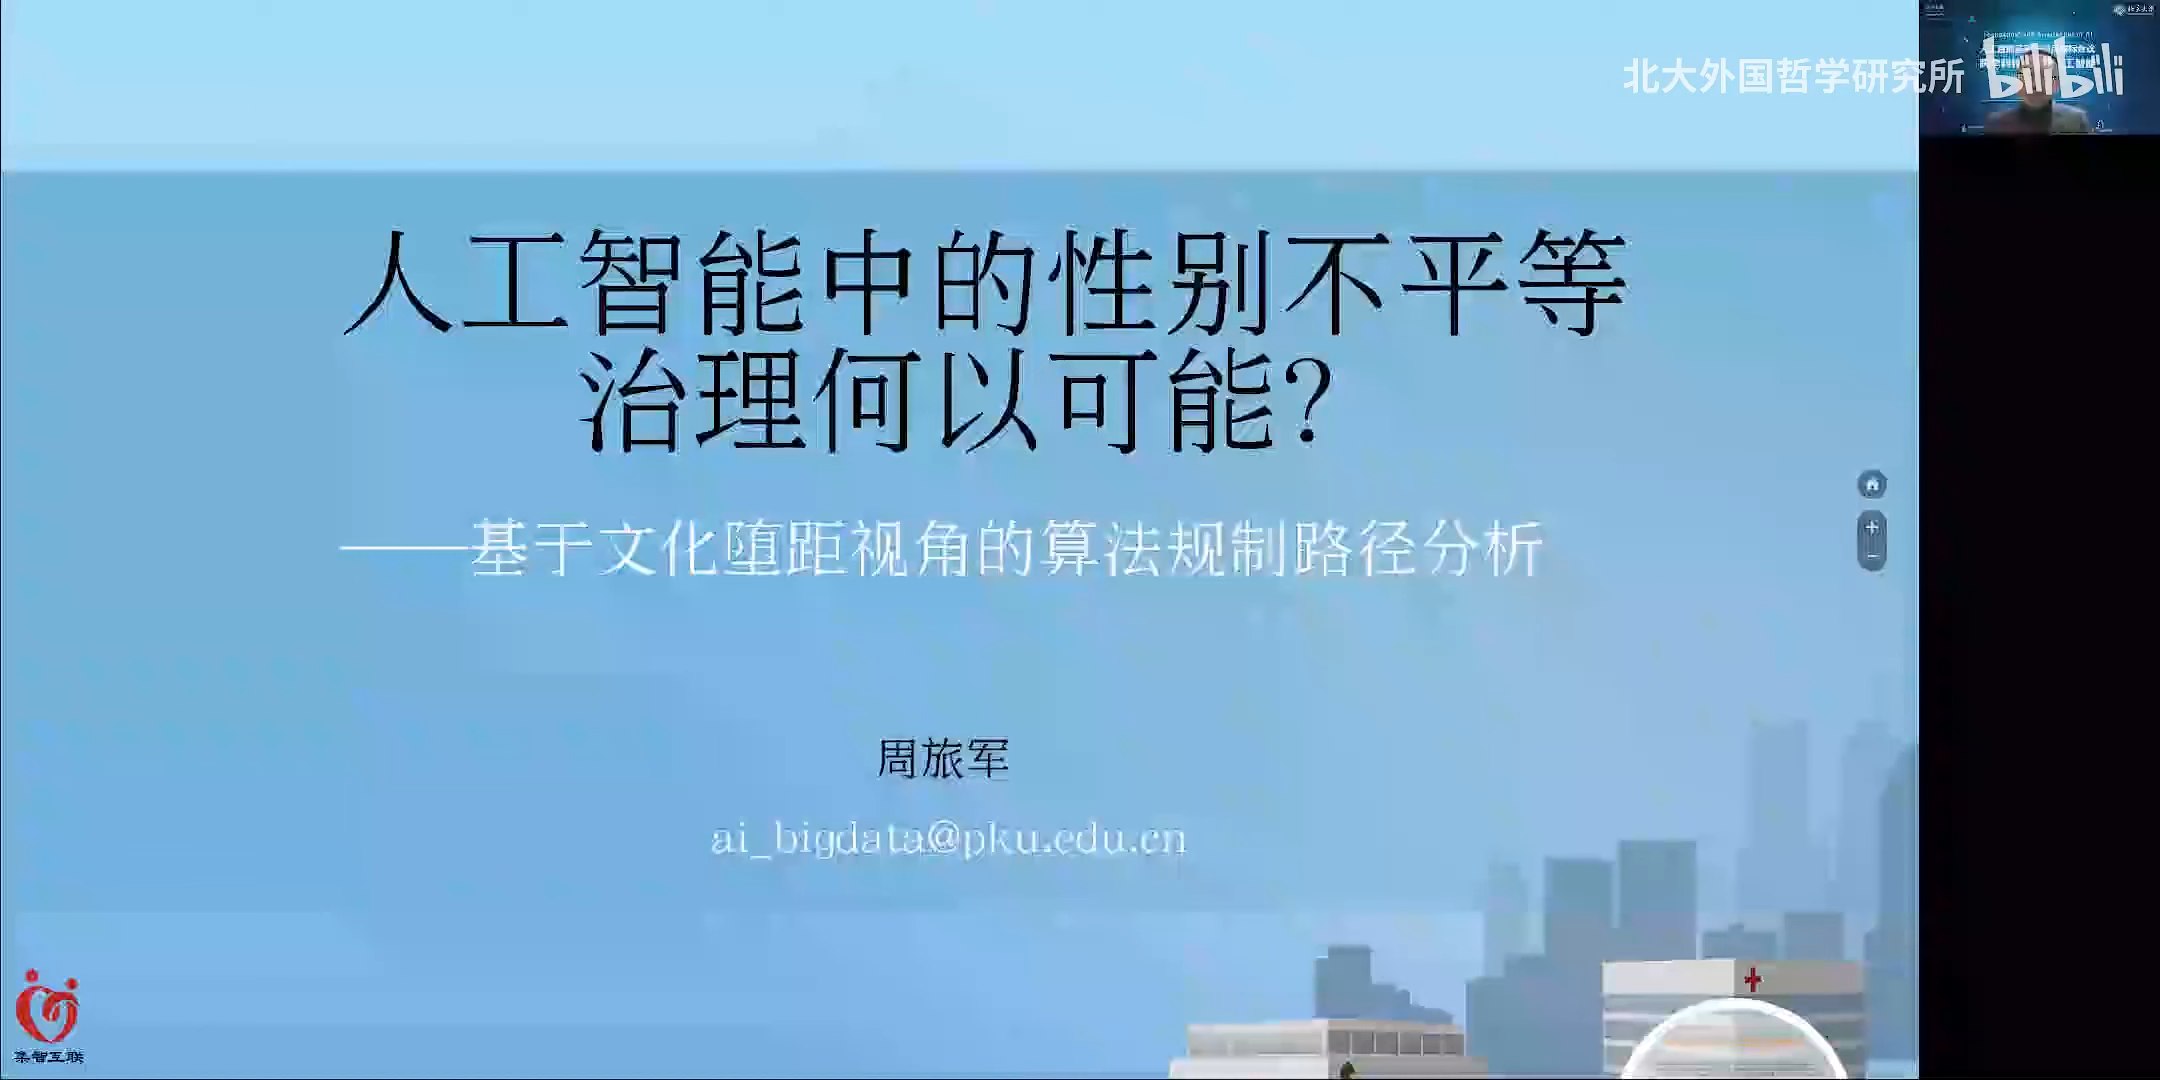 北大外国哲学研究所 bilibili
人工智能中的性别不平等
治理何以可能?
——基于文化堕距视角的算法规制路径分析
周旅军
ai_bigdata@pku.edu.cn
集智互联